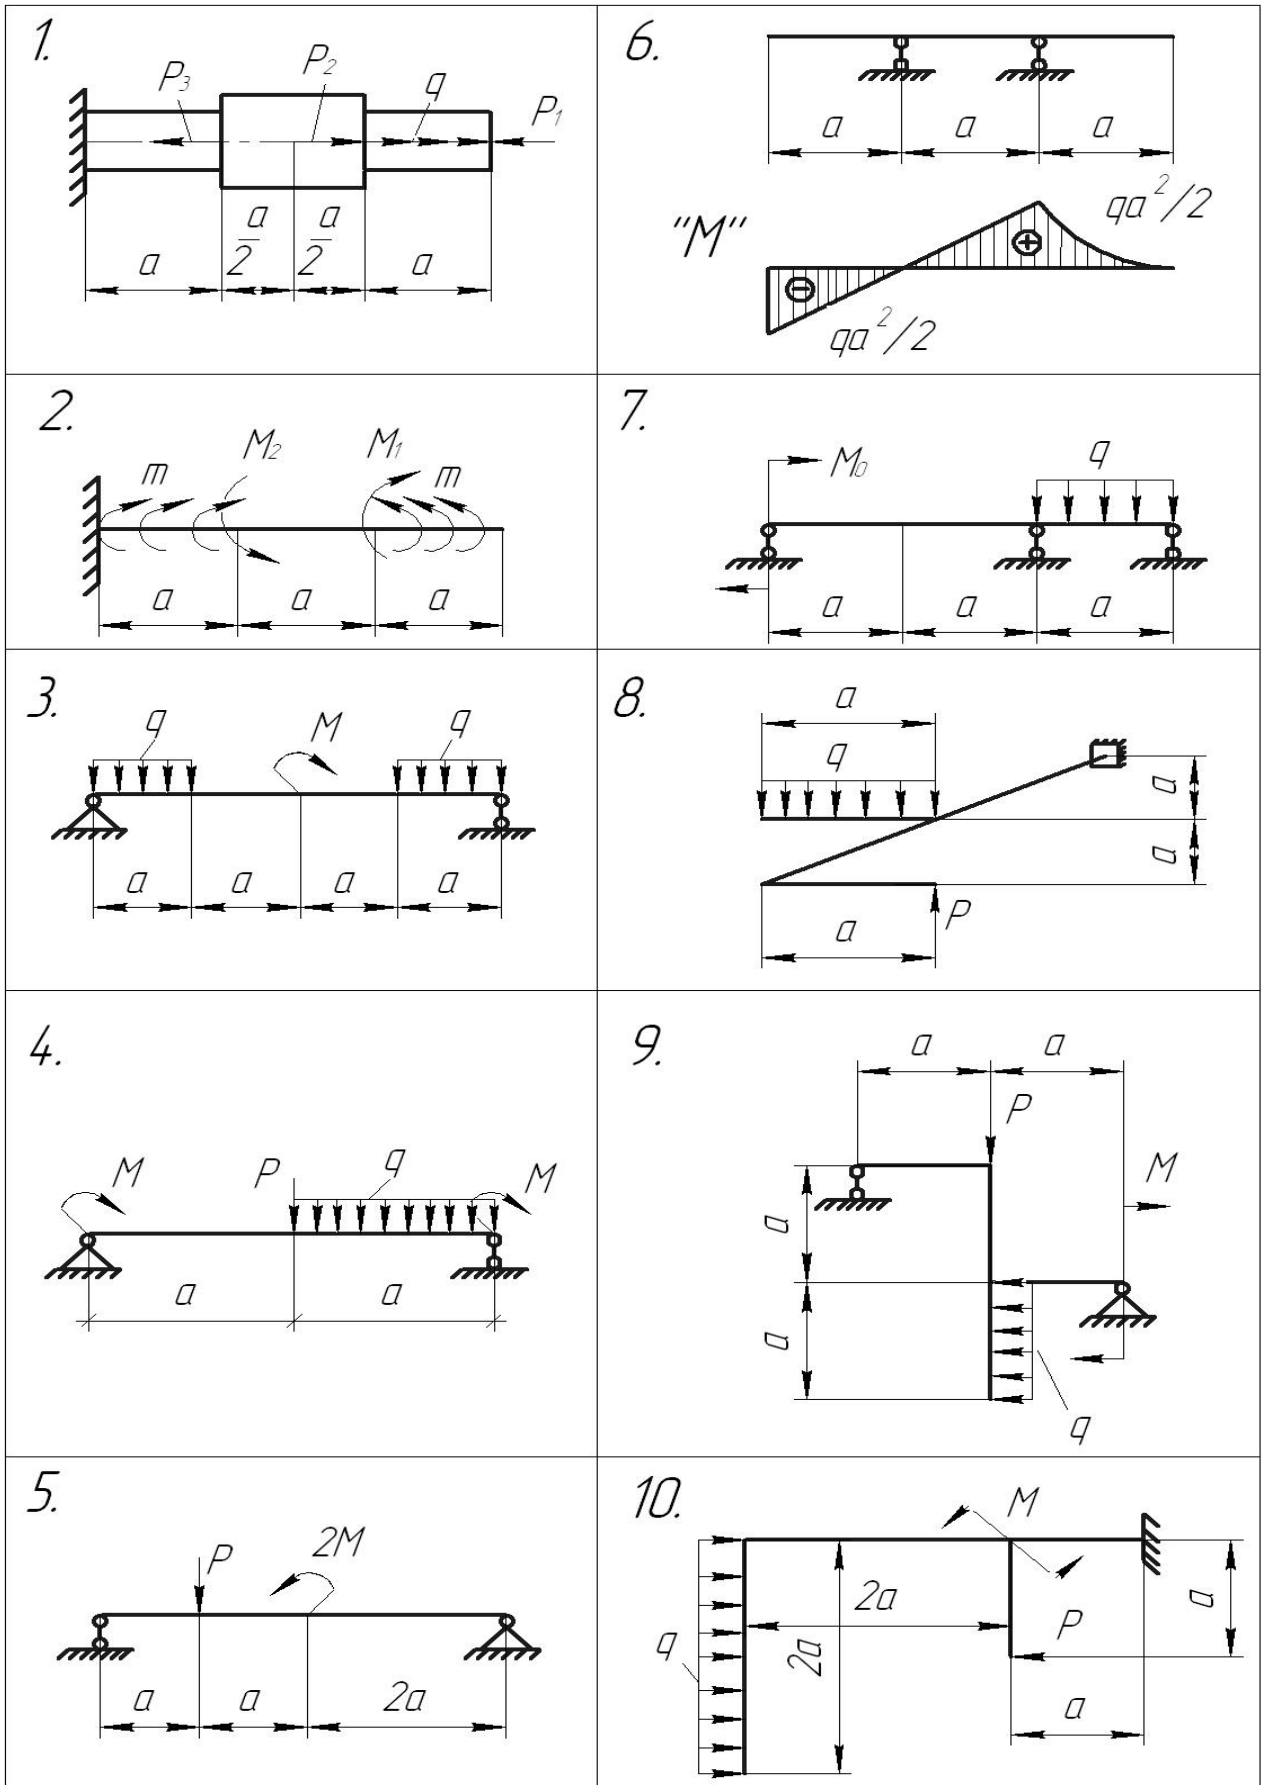 1.
P3 P2 q P1
a a/2 a/2 a
2.
m M2 M1 m
a a a
3.
q M q
a a a a
4.
M P q M
a a
5.
P 2M
a a 2a
6.
a a a
"M"
qa²/2
+
−
qa²/2
7.
M0 q
a a a
8.
a
q
a
a
P
a
9.
a a
P
M
a
a
q
10.
M
2a
a
P
q
2a
a